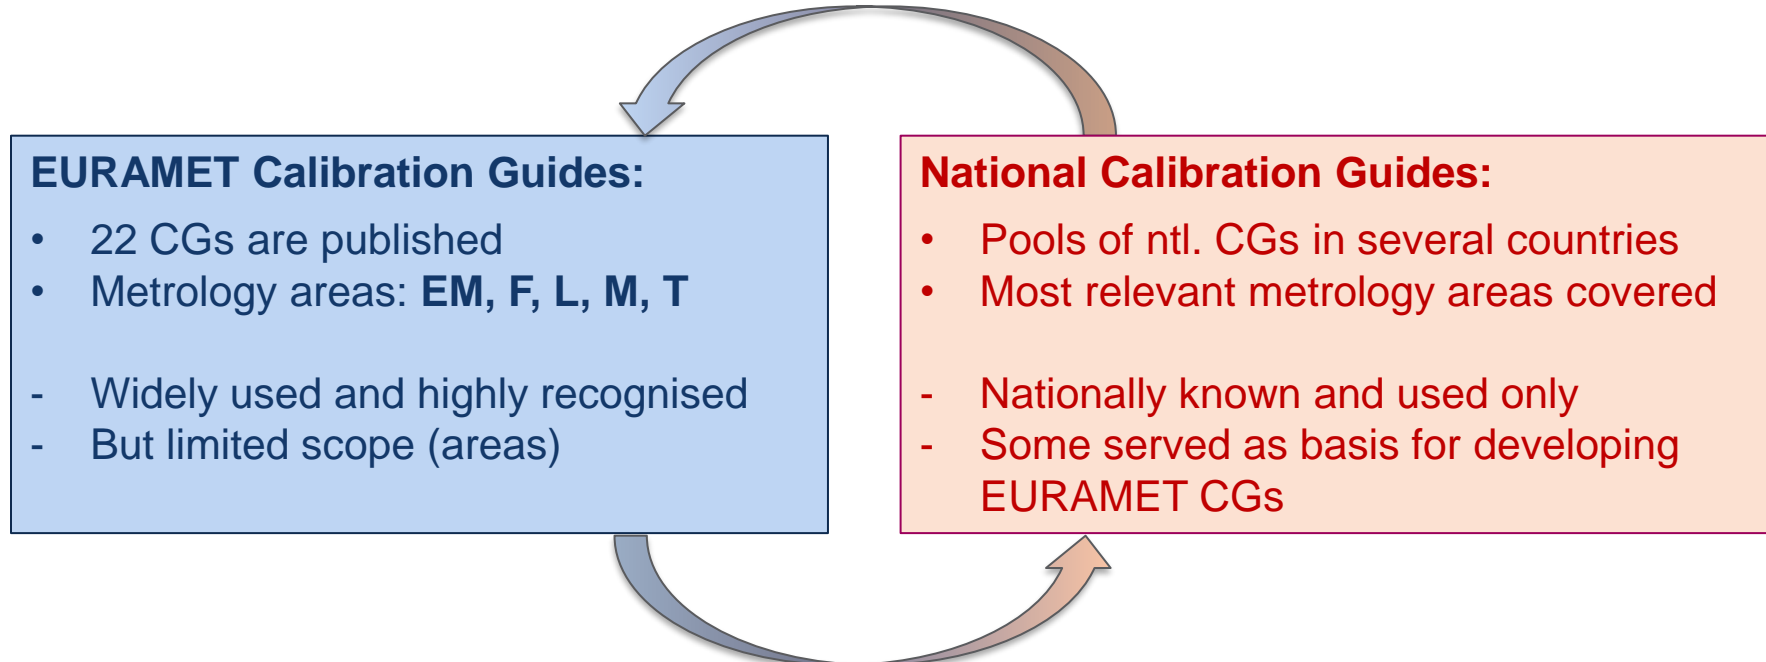 EURAMET Calibration Guides:
• 22 CGs are published
• Metrology areas: EM, F, L, M, T
- Widely used and highly recognised
- But limited scope (areas)
National Calibration Guides:
• Pools of ntl. CGs in several countries
• Most relevant metrology areas covered
- Nationally known and used only
- Some served as basis for developing
EURAMET CGs